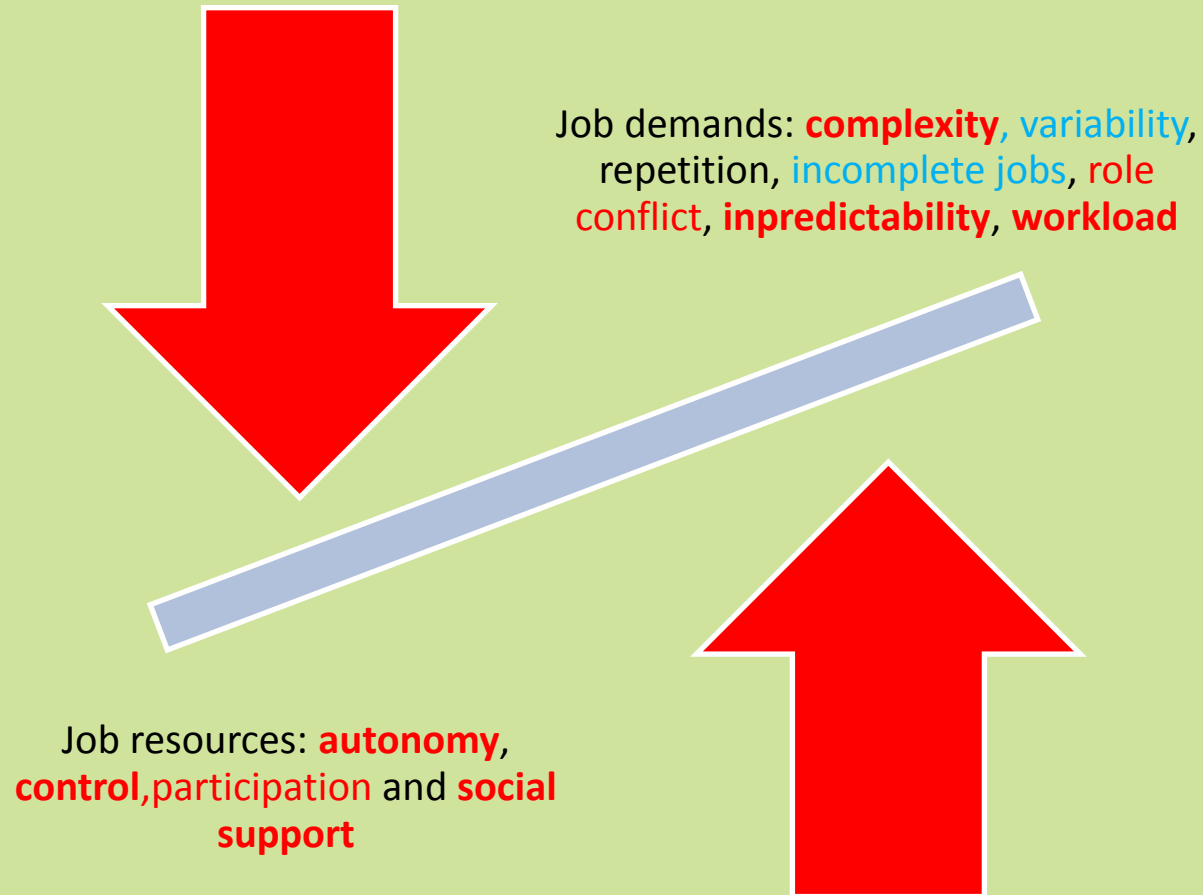 Job demands: complexity, variability,
repetition, incomplete jobs, role
conflict, inpredictability, workload
Job resources: autonomy,
control,participation and social
support